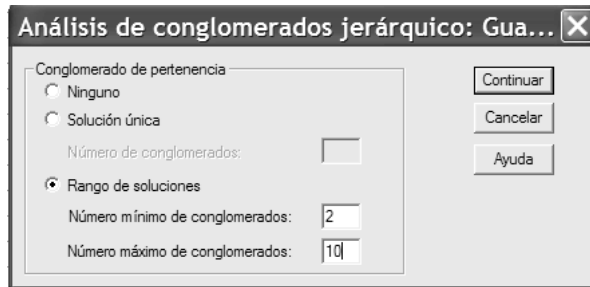 Análisis de conglomerados jerárquico: Gua...
Conglomerado de pertenencia
Ninguno
Solución única
Número de conglomerados:
Rango de soluciones
Número mínimo de conglomerados: 2
Número máximo de conglomerados: 10
Continuar
Cancelar
Ayuda